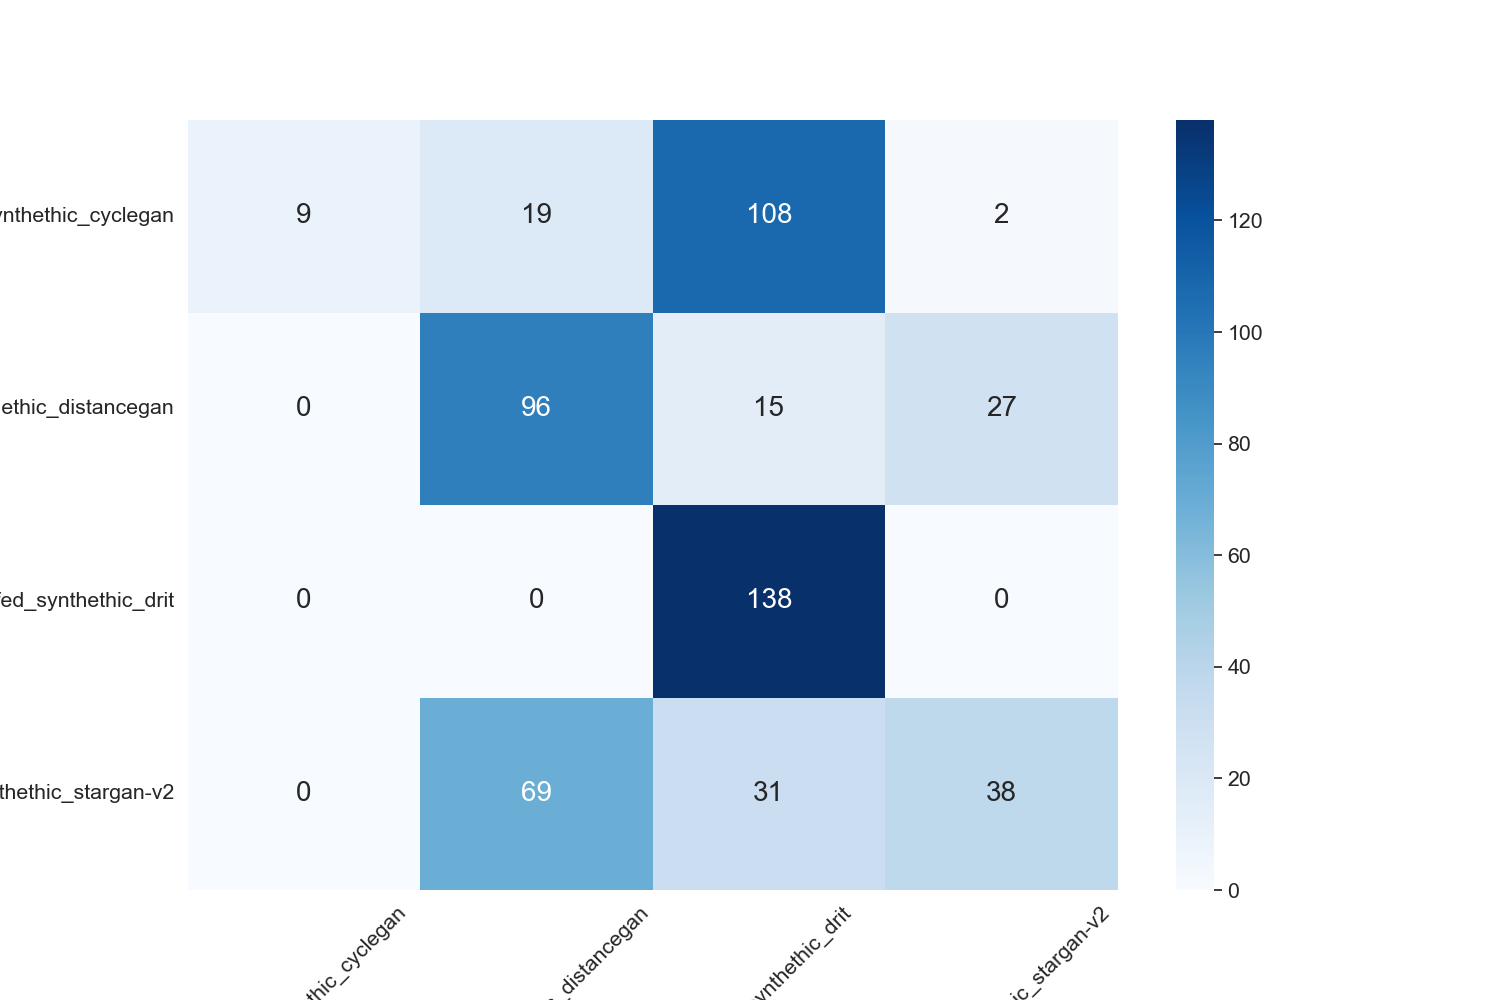 ynthethic_cyclegan 9 19 108 2
ethic_distancegan 0 96 15 27
fed_synthethic_drit 0 0 138 0
thethic_stargan-v2 0 69 31 38
120
100
80
60
40
20
0
thic_cyclegan
_distancegan
ynthethic_drit
ic_stargan-v2